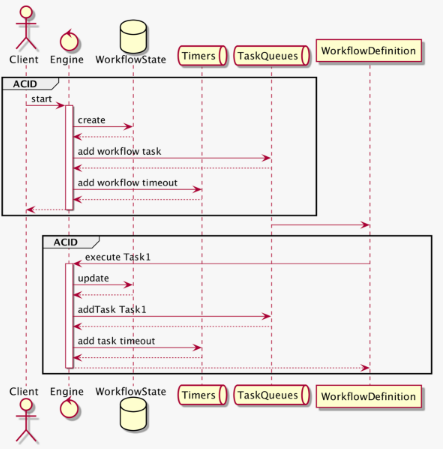 Client
Engine
WorkflowState
Timers
TaskQueues
WorkflowDefinition
ACID
start
create
add workflow task
add workflow timeout
ACID
execute Task1
update
addTask Task1
add task timeout
Client
Engine
WorkflowState
Timers
TaskQueues
WorkflowDefinition